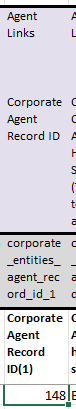 Agent
Links
Corporate
Agent
Record ID
corporate
_entities_
agent_rec
ord_id_1
Corporate
Agent
Record
ID(1)
148